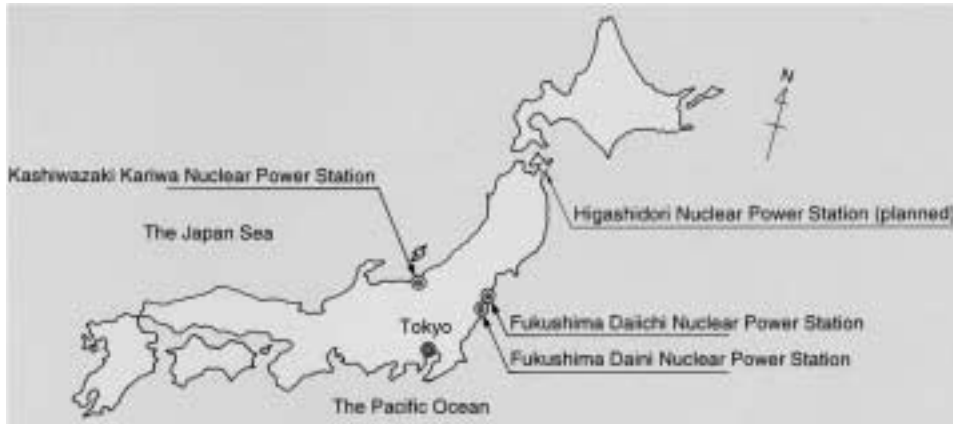 N
Kashiwazaki Kariwa Nuclear Power Station
Higashidori Nuclear Power Station (planned)
The Japan Sea
Tokyo
Fukushima Daiichi Nuclear Power Station
Fukushima Daini Nuclear Power Station
The Pacific Ocean